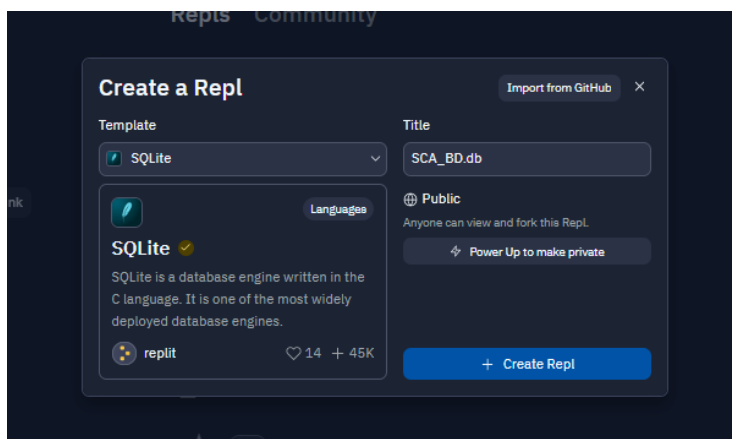 Repls Community
Create a Repl
Import from GitHub
Template
SQLite
Languages
SQLite
SQLite is a database engine written in the
C language. It is one of the most widely
deployed database engines.
replit
14 + 45K
Title
SCA_BD.db
Public
Anyone can view and fork this Repl.
Power Up to make private
+ Create Repl